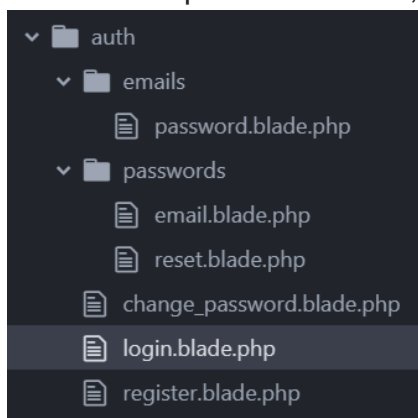 auth
emails
password.blade.php
passwords
email.blade.php
reset.blade.php
change_password.blade.php
login.blade.php
register.blade.php